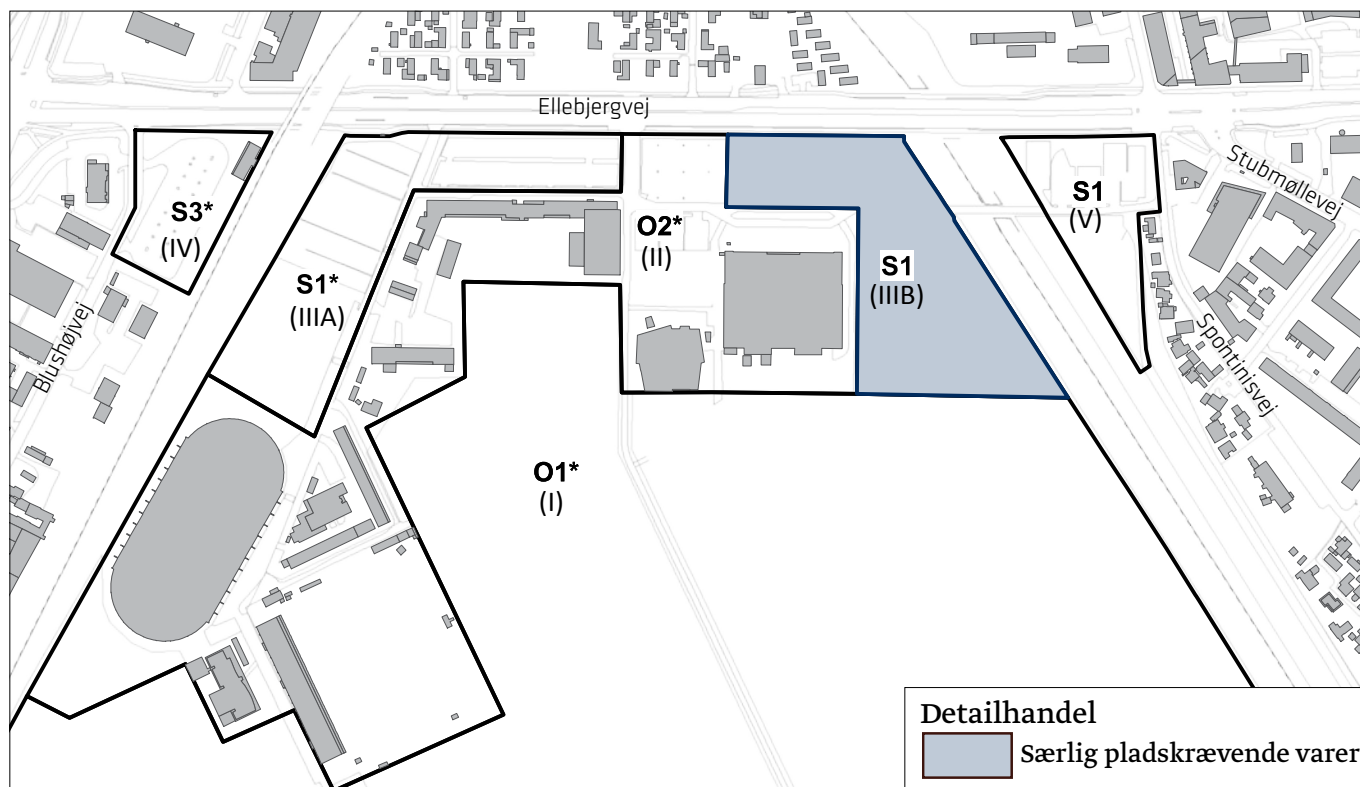 Ellebjergvej
Stubmøllevej
S3*
(IV)
S1
(V)
O2*
(II)
S1*
(IIIA)
S1
(IIIB)
Blushøjvej
Spontinisvej
O1*
(I)
Detailhandel
Særlig pladskrævende varer